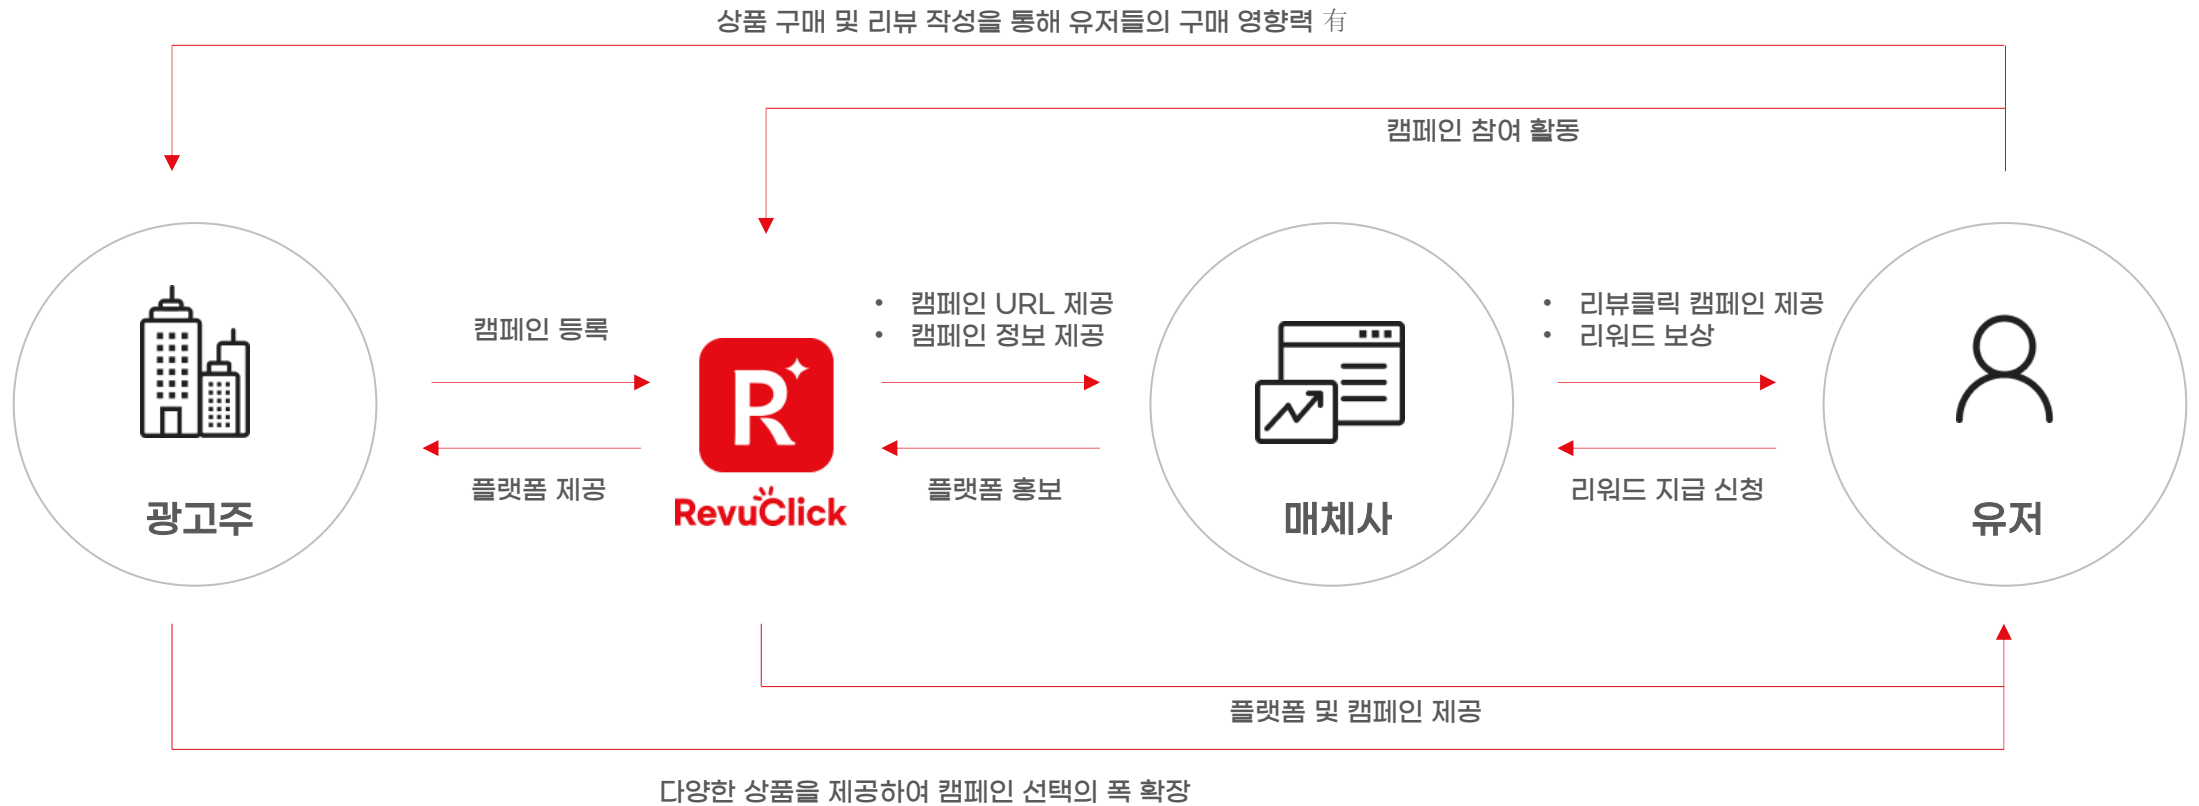 상품 구매 및 리뷰 작성을 통해 유저들의 구매 영향력 有
캠페인 참여 활동
캠페인 등록
• 캠페인 URL 제공
• 캠페인 정보 제공
• 리뷰클릭 캠페인 제공
• 리워드 보상
R
플랫폼 제공
RevuClick
플랫폼 홍보
리워드 지급 신청
광고주
매체사
유저
플랫폼 및 캠페인 제공
다양한 상품을 제공하여 캠페인 선택의 폭 확장